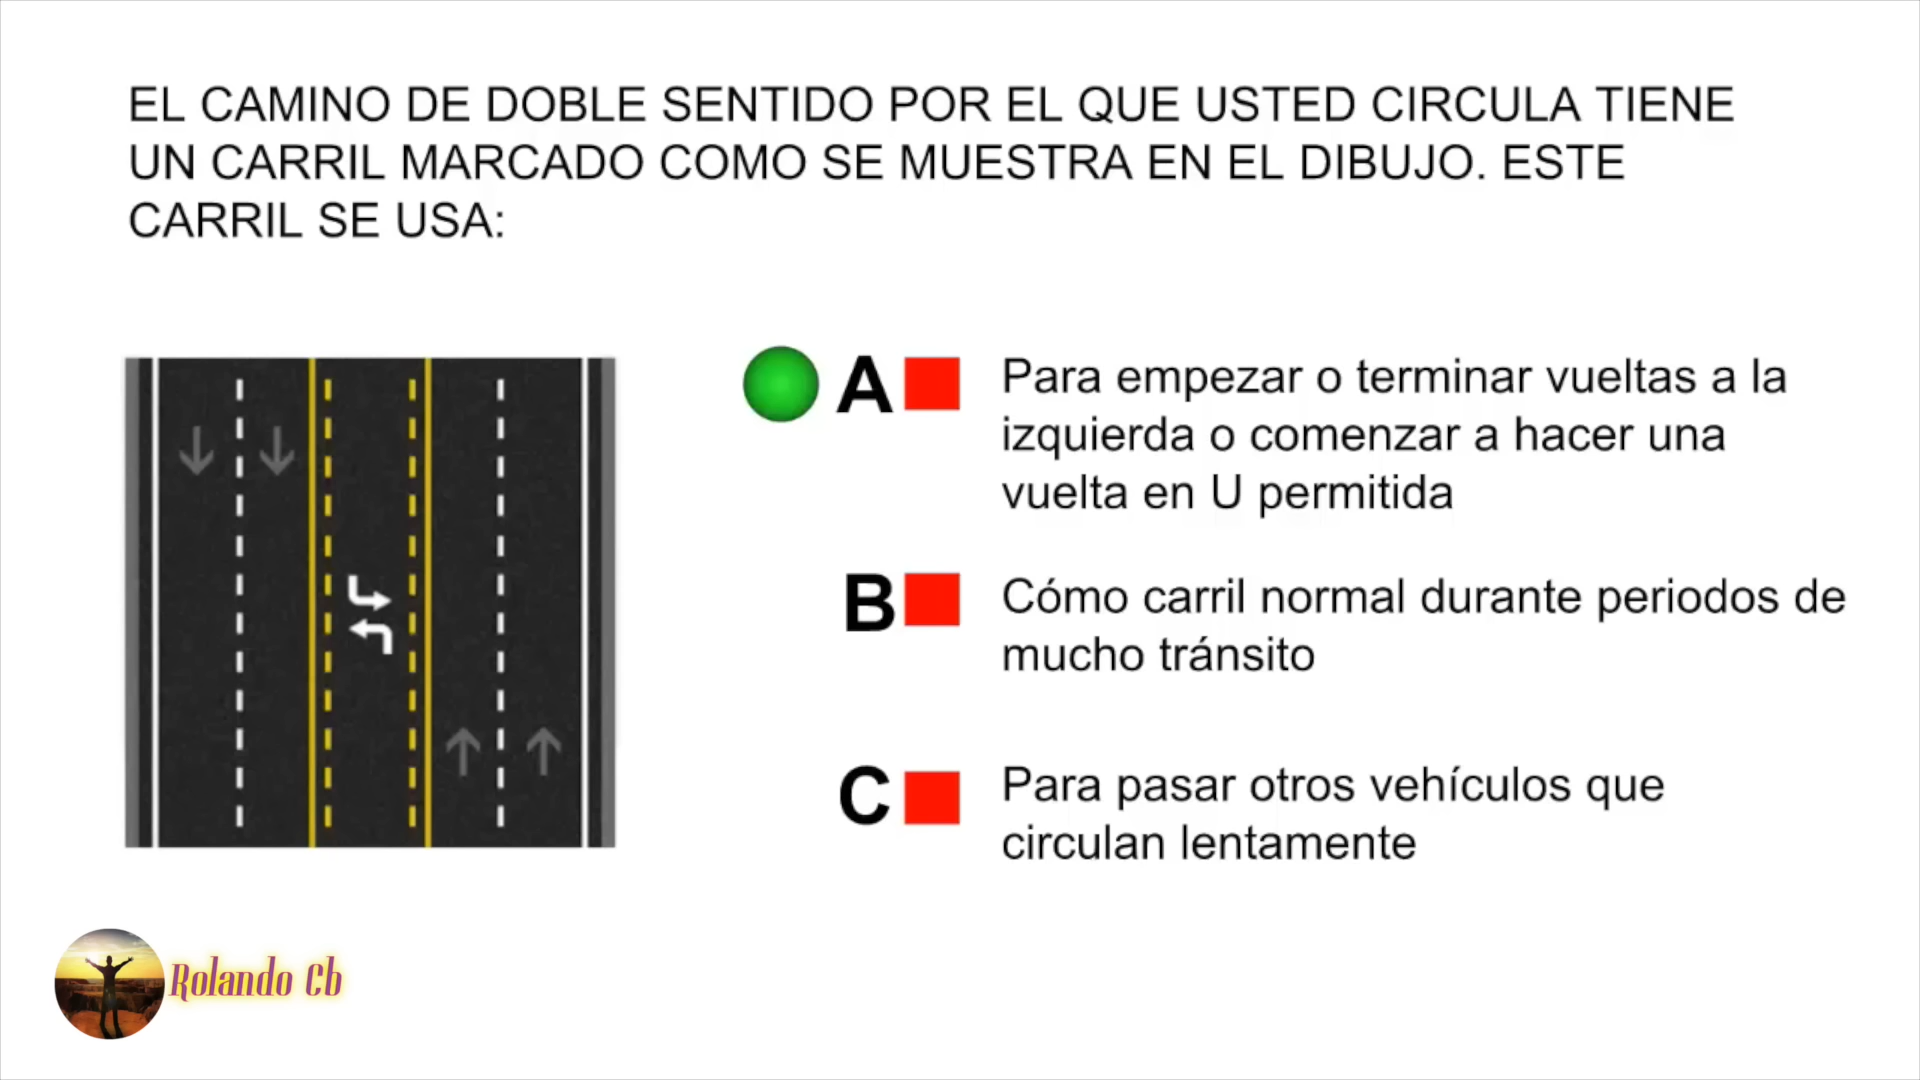 EL CAMINO DE DOBLE SENTIDO POR EL QUE USTED CIRCULA TIENE
UN CARRIL MARCADO COMO SE MUESTRA EN EL DIBUJO. ESTE
CARRIL SE USA:
A Para empezar o terminar vueltas a la
izquierda o comenzar a hacer una
vuelta en U permitida
B Cómo carril normal durante periodos de
mucho tránsito
C Para pasar otros vehículos que
circulan lentamente
Rolando Cb